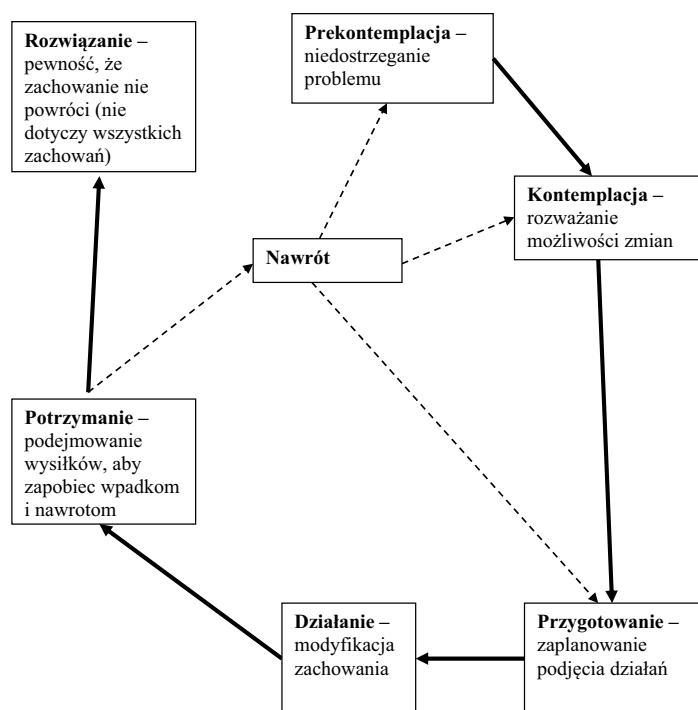 Rozwiązanie –
pewność, że
zachowanie nie
powróci (nie
dotyczy wszystkich
zachowań)
Prekontemplacja –
niedostrzeganie
problemu
Kontemplacja –
rozważanie
możliwości zmian
Nawrót
Potrzymanie –
podejmowanie
wysiłków, aby
zapobiec wpadkom
i nawrotom
Działanie –
modyfikacja
zachowania
Przygotowanie –
zaplanowanie
podjęcia działań